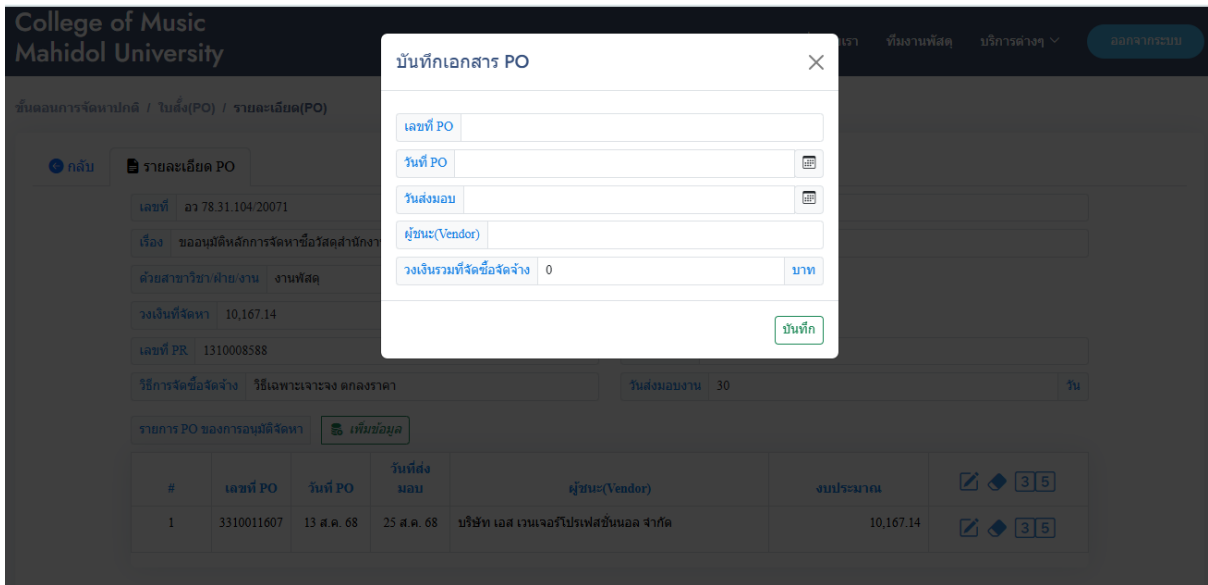 College of Music
Mahidol University
เรา ทีมงานพัสดุ บริการต่างๆ ออกจากระบบ
บันทึกเอกสาร PO
ขั้นตอนการจัดหาปกติ / ใบสั่ง(PO) / รายละเอียด(PO)
เลขที่ PO
วันที่ PO
วันส่งมอบ
ผู้ชนะ(Vendor)
วงเงินรวมที่จัดซื้อจัดจ้าง 0 บาท
บันทึก
กลับ รายละเอียด PO
เลขที่ อว 78.31.104/20071
เรื่อง ขออนุมัติหลักการจัดหาซื้อวัสดุสำนักงา
ด้วยสาขาวิชา/ฝ่าย/งาน งานพัสดุ
วงเงินที่จัดหา 10,167.14
เลขที่ PR 1310008588
วิธีการจัดซื้อจัดจ้าง วิธีเฉพาะเจาะจง ตกลงราคา วันส่งมอบงาน 30 วัน
รายการ PO ของการอนุมัติจัดหา เพิ่มข้อมูล
# เลขที่ PO วันที่ PO วันที่ส่งมอบ ผู้ชนะ(Vendor) งบประมาณ 3 5
1 3310011607 13 ส.ค. 68 25 ส.ค. 68 บริษัท เอส เวนเจอร์โปรเฟสชั่นนอล จำกัด 10,167.14 3 5